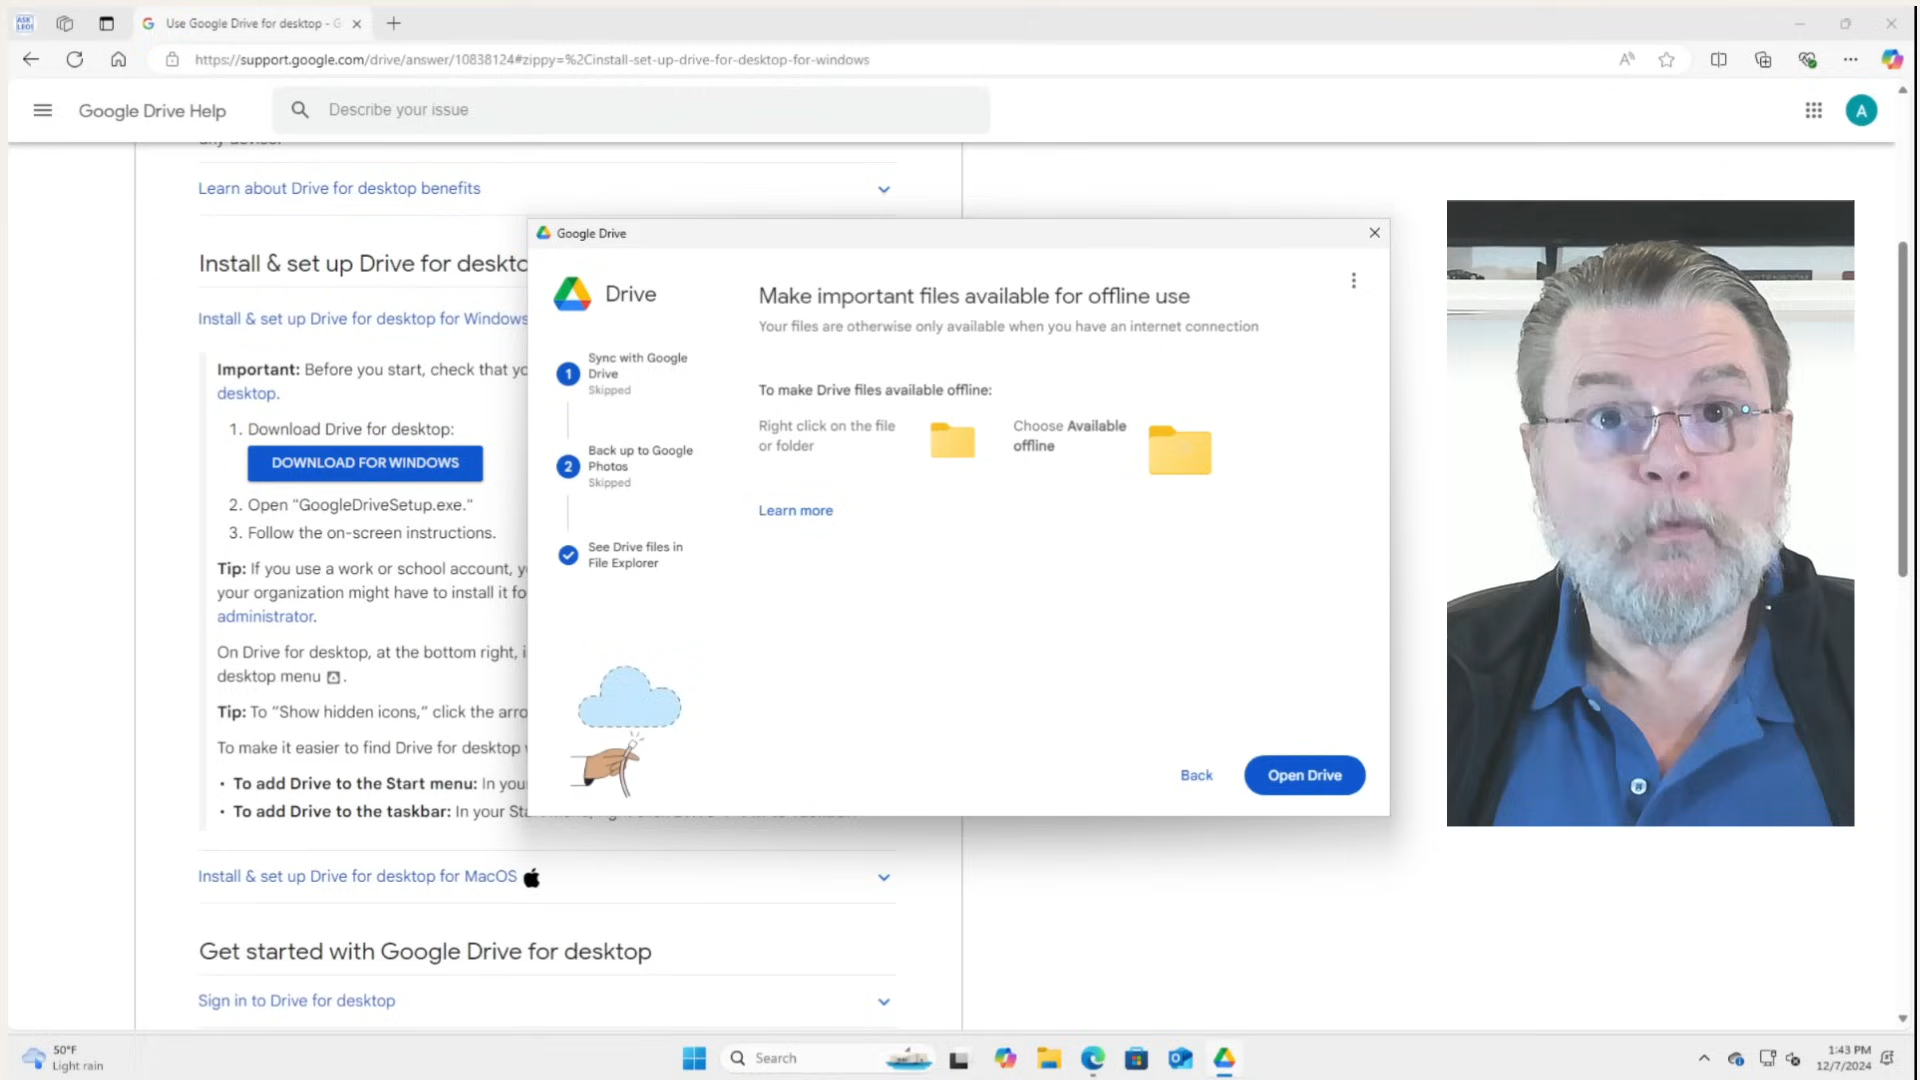 ASK LEO!
Use Google Drive for desktop - G
https://support.google.com/drive/answer/10838124#zippy=%2Cinstall-set-up-drive-for-desktop-for-windows
Google Drive Help
Describe your issue
A
Learn about Drive for desktop benefits
Install & set up Drive for deskto
Install & set up Drive for desktop for Windows
Important: Before you start, check that yo
desktop.
1. Download Drive for desktop:
DOWNLOAD FOR WINDOWS
2. Open “GoogleDriveSetup.exe.”
3. Follow the on-screen instructions.
Tip: If you use a work or school account, y
your organization might have to install it fo
administrator.
On Drive for desktop, at the bottom right, i
desktop menu
Tip: To “Show hidden icons,” click the arro
To make it easier to find Drive for desktop
• To add Drive to the Start menu: In you
• To add Drive to the taskbar: In your Sta
Install & set up Drive for desktop for MacOS
Get started with Google Drive for desktop
Sign in to Drive for desktop
Google Drive
Drive
1
Sync with Google
Drive
Skipped
2
Back up to Google
Photos
Skipped
See Drive files in
File Explorer
Make important files available for offline use
Your files are otherwise only available when you have an internet connection
To make Drive files available offline:
Right click on the file
or folder
Choose Available
offline
Learn more
Back
Open Drive
50°F
Light rain
Search
1:43 PM
12/7/2024